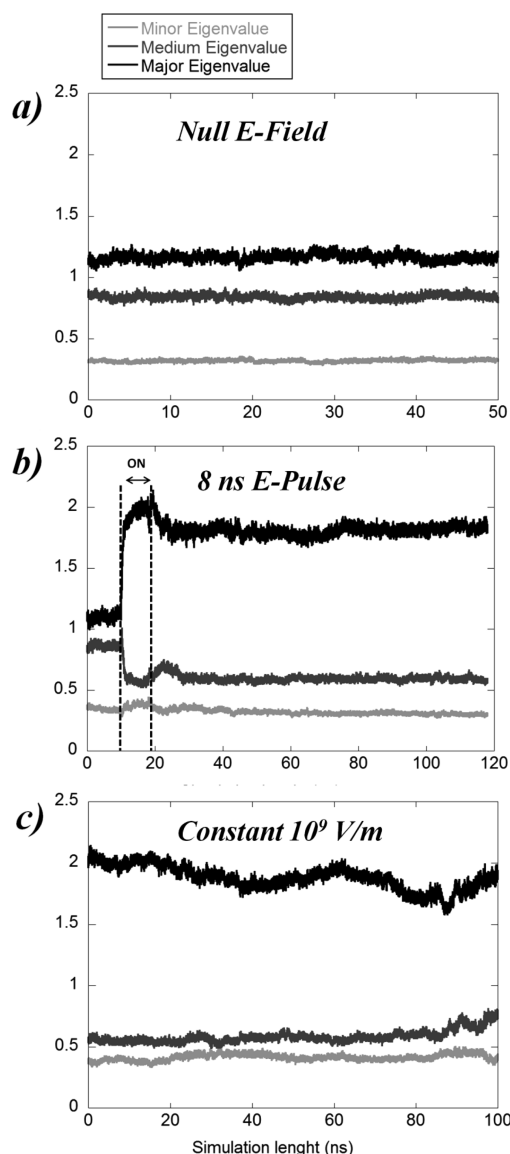 Minor Eigenvalue
Medium Eigenvalue
Major Eigenvalue
a)
Null E-Field
2.5
2
1.5
1
0.5
0
0 10 20 30 40 50
b)
8 ns E-Pulse
ON
2.5
2
1.5
1
0.5
0
0 20 40 60 80 100 120
c)
Constant 10⁹ V/m
2.5
2
1.5
1
0.5
0
0 20 40 60 80 100
Simulation lenght (ns)